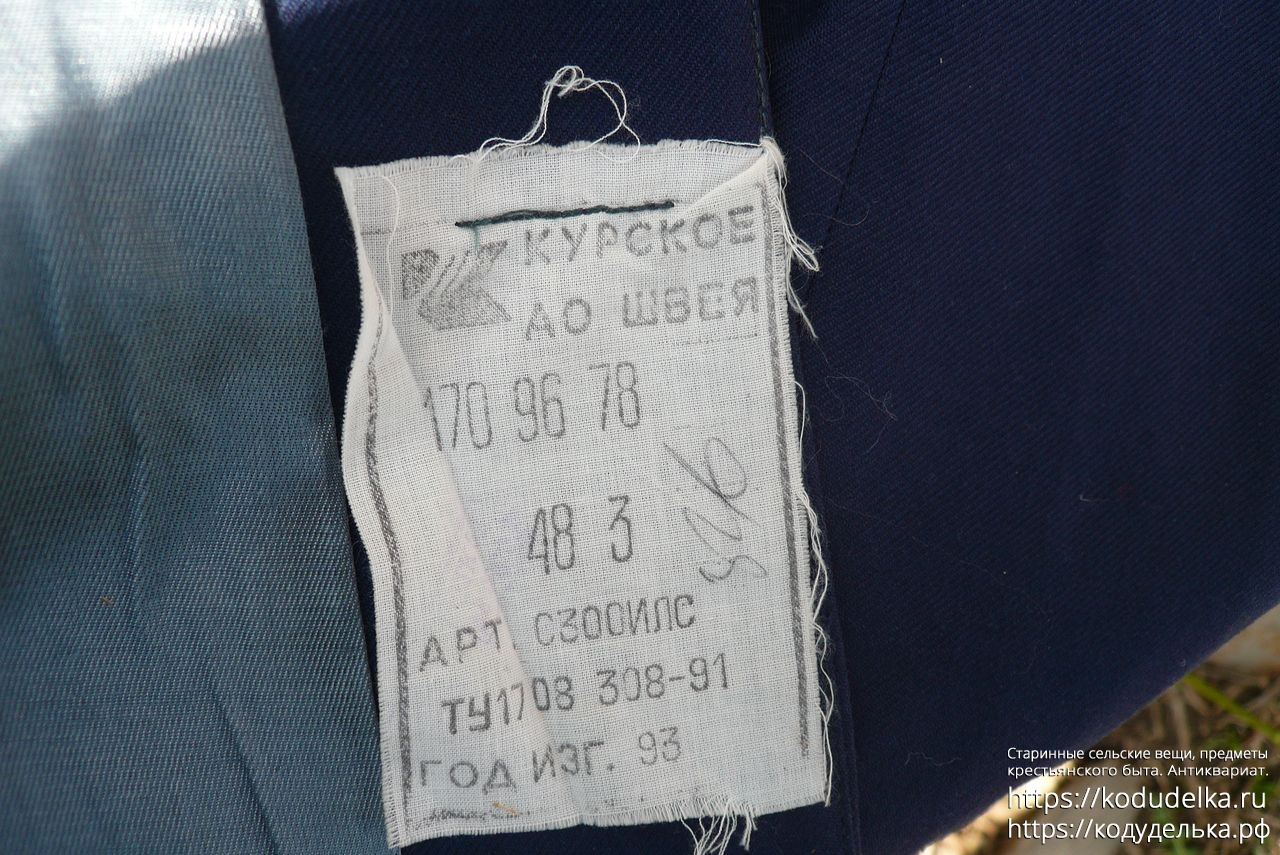 КУРСКОЕ
АО ШВЕЯ
170 96 78
48 3
АРТ С300ИЛС
ТУ1708 308-91
ГОД ИЗГ. 93
Старинные сельские вещи, предметы
крестьянского быта. Антиквариат.
https://kodudelka.ru
https://кодуделька.рф